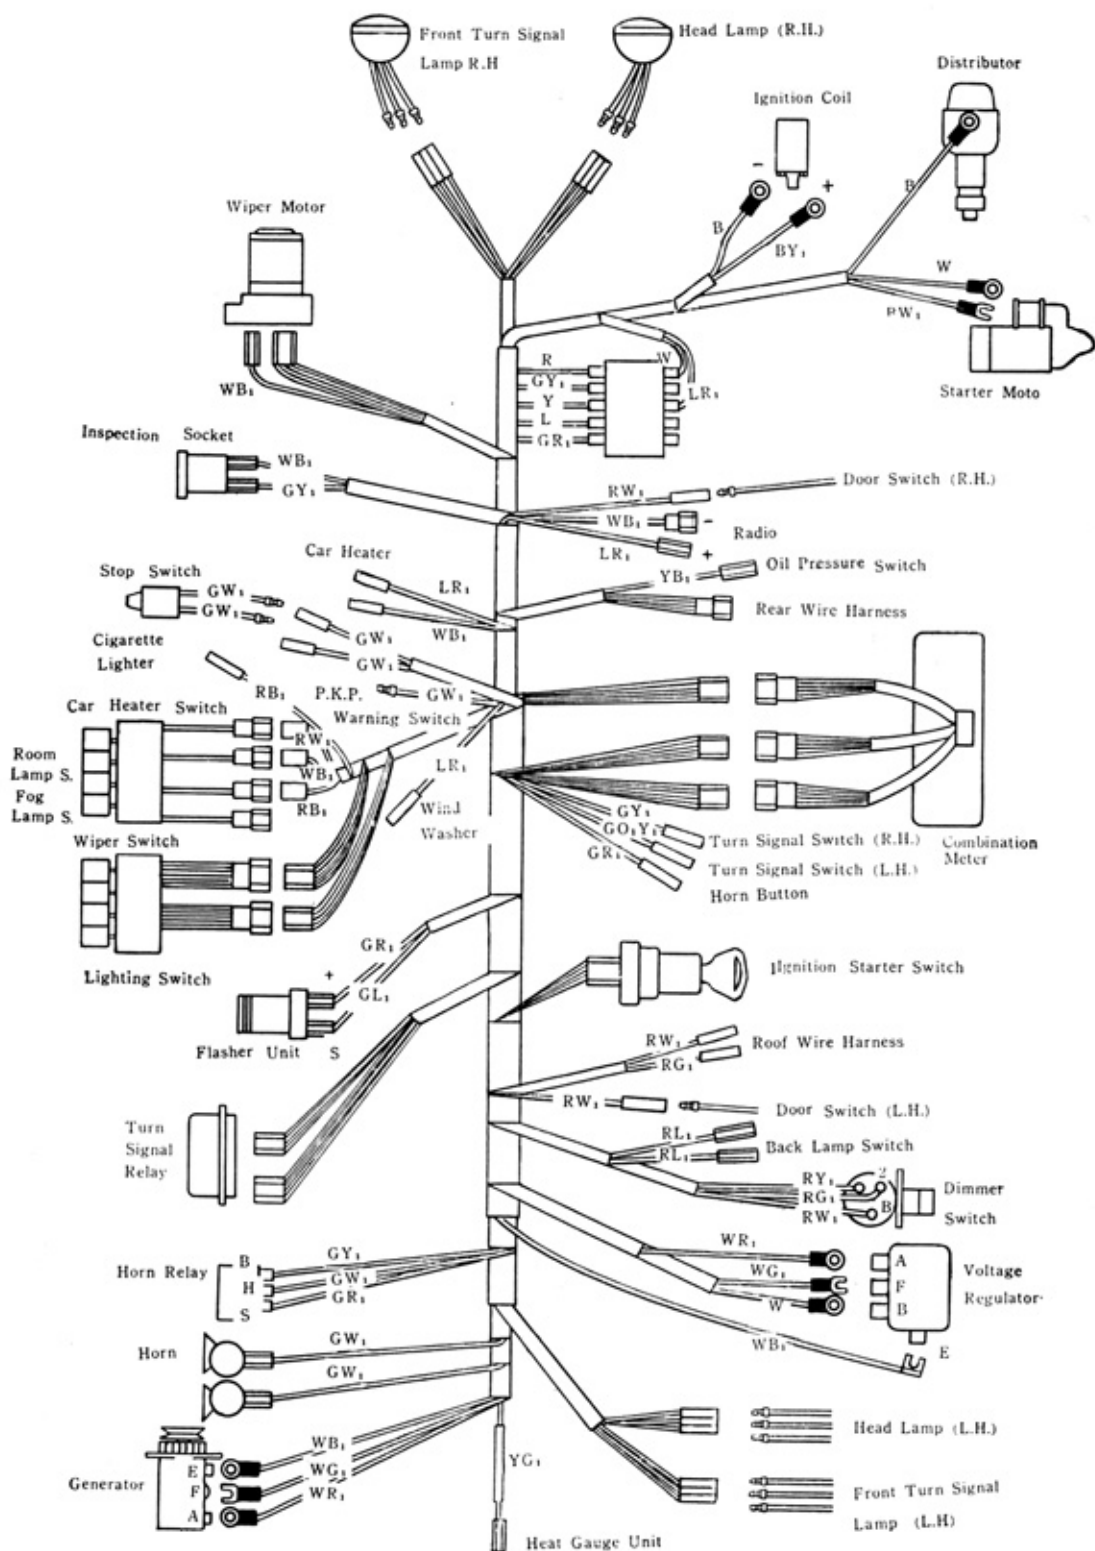 Front Turn Signal
Lamp R.H
Head Lamp (R.H.)
Distributor
Ignition Coil
-
+
B
B
BY₁
W
Wiper Motor
WB₁
Starter Moto
R
GY₁
Y
L
GR₁
W
LR₁
Inspection Socket
WB₁
GY₁
RW₁
Door Switch (R.H.)
WB₁
-
Radio
LR₁
+
Car Heater
LR₁
WB₁
YB₁
Oil Pressure Switch
Rear Wire Harness
Stop Switch
GW₁
GW₁
GW₁
GW₁
Cigarette
Lighter
RB₁
P.K.P.
GW₁
Warning Switch
Car Heater Switch
RW₁
WB₁
RB₁
LR₁
Room
Lamp S.
Fog
Lamp S.
Wind
Washer
Wiper Switch
GY₁
GO₁Y₁
GR₁
Turn Signal Switch (R.H.)
Turn Signal Switch (L.H.)
Horn Button
Combination
Meter
Lighting Switch
GR₁
+
GL₁
Flasher Unit S
Ignition Starter Switch
RW₁
RG₁
Roof Wire Harness
RW₁
Door Switch (L.H.)
Turn
Signal
Relay
RL₁
RL₁
Back Lamp Switch
RY₁
RG₁
RW₁
2
B
Dimmer
Switch
Horn Relay
B
H
S
GY₁
GW₁
GR₁
WR₁
WG₁
W
WB₁
A
F
B
E
Voltage
Regulator
Horn
GW₁
GW₁
Generator
E
F
A
WB₁
WG₁
WR₁
YG₁
Heat Gauge Unit
Head Lamp (L.H.)
Front Turn Signal
Lamp (L.H)